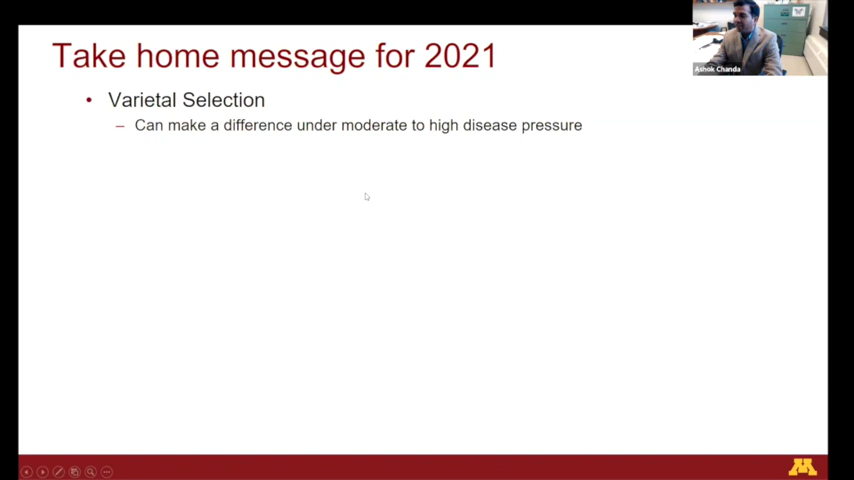 Take home message for 2021
Ashok Chanda
• Varietal Selection
– Can make a difference under moderate to high disease pressure
M